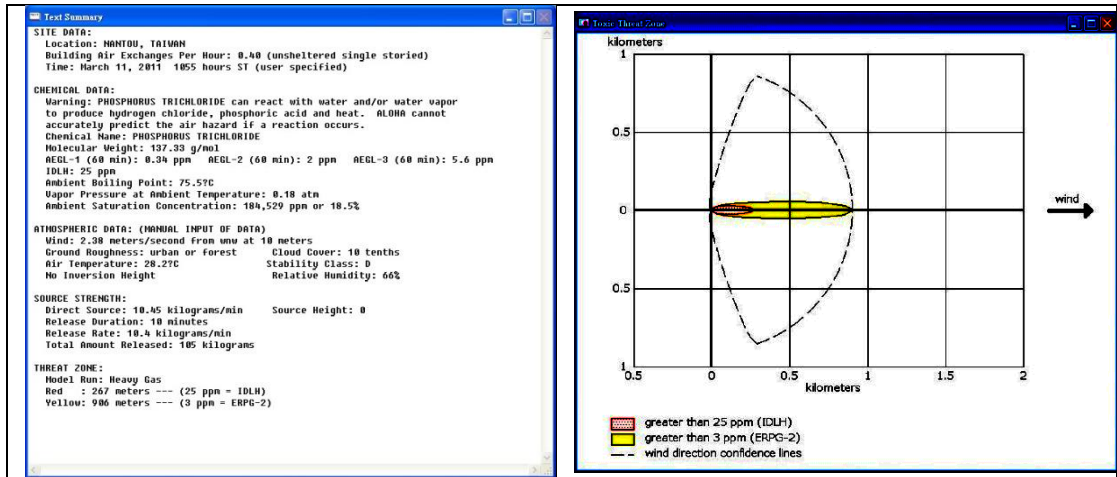 Text Summary
SITE DATA:
Location: NANTOU, TAIWAN
Building Air Exchanges Per Hour: 0.40 (unsheltered single storied)
Time: March 11, 2011 1055 hours ST (user specified)
CHEMICAL DATA:
Warning: PHOSPHORUS TRICHLORIDE can react with water and/or water vapor
to produce hydrogen chloride, phosphoric acid and heat. ALOHA cannot
accurately predict the air hazard if a reaction occurs.
Chemical Name: PHOSPHORUS TRICHLORIDE
Molecular Weight: 137.33 g/mol
AEGL-1 (60 min): 0.34 ppm AEGL-2 (60 min): 2 ppm AEGL-3 (60 min): 5.6 ppm
IDLH: 25 ppm
Ambient Boiling Point: 75.5?C
Vapor Pressure at Ambient Temperature: 0.18 atm
Ambient Saturation Concentration: 184,529 ppm or 18.5%
ATMOSPHERIC DATA: (MANUAL INPUT OF DATA)
Wind: 2.38 meters/second from wnw at 10 meters
Ground Roughness: urban or forest Cloud Cover: 10 tenths
Air Temperature: 28.2?C Stability Class: D
No Inversion Height Relative Humidity: 66%
SOURCE STRENGTH:
Direct Source: 10.45 kilograms/min Source Height: 0
Release Duration: 10 minutes
Release Rate: 10.4 kilograms/min
Total Amount Released: 105 kilograms
THREAT ZONE:
Model Run: Heavy Gas
Red : 267 meters --- (25 ppm = IDLH)
Yellow: 906 meters --- (3 ppm = ERPG-2)
Toxic Threat Zone
kilometers
1
0.5
0
0.5
1
0.5 0 0.5 1 1.5 2
kilometers
wind
greater than 25 ppm (IDLH)
greater than 3 ppm (ERPG-2)
wind direction confidence lines